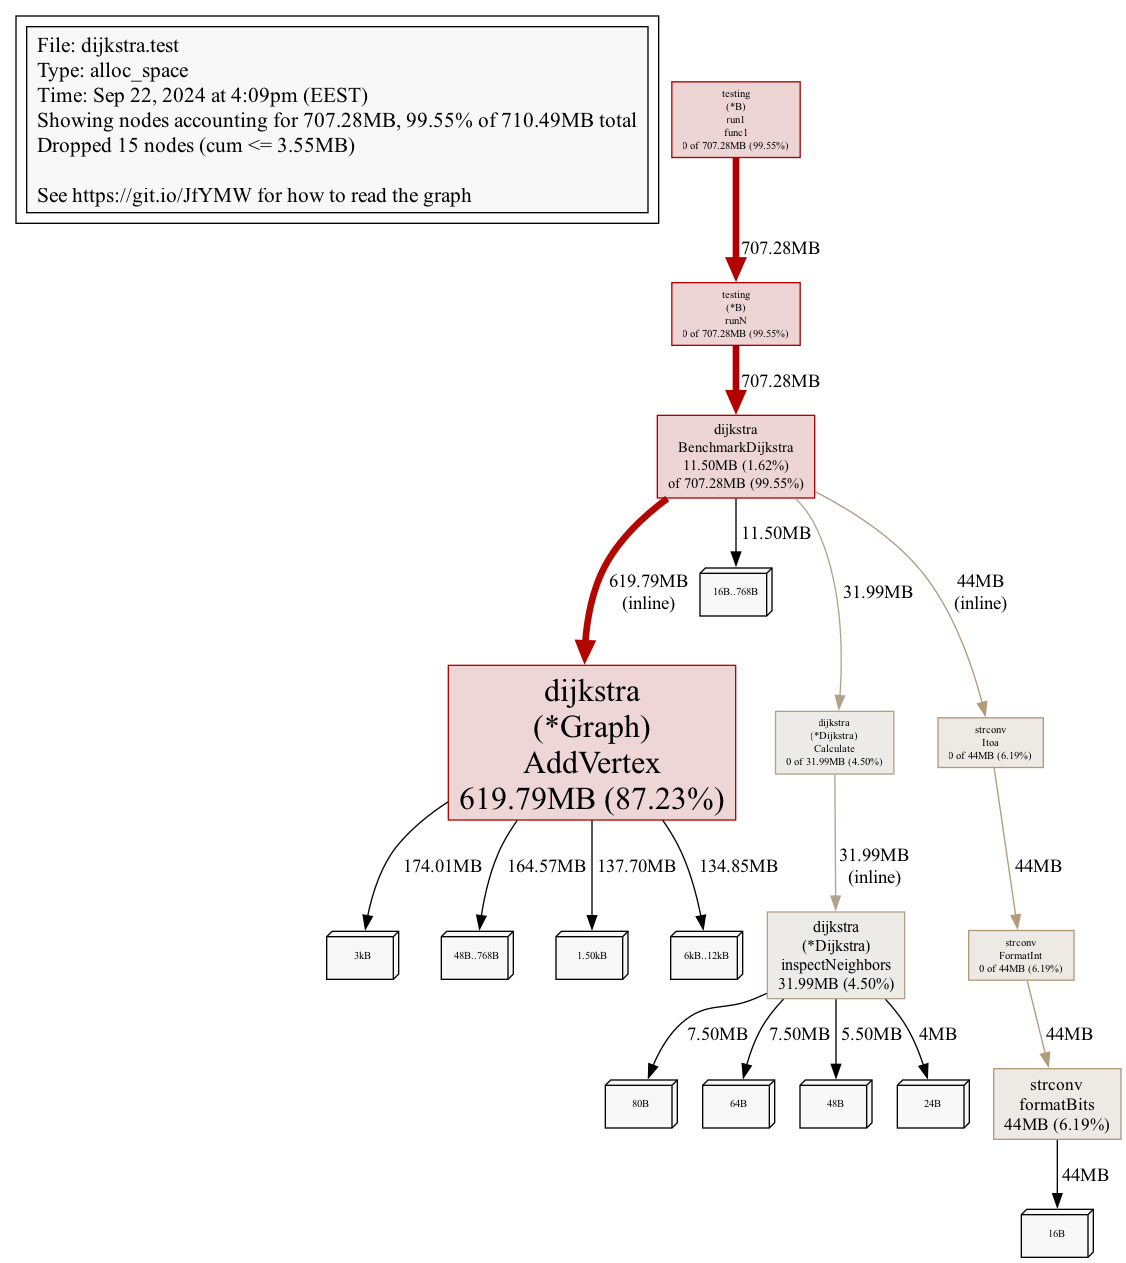 File: dijkstra.test
Type: alloc_space
Time: Sep 22, 2024 at 4:09pm (EEST)
Showing nodes accounting for 707.28MB, 99.55% of 710.49MB total
Dropped 15 nodes (cum <= 3.55MB)
See https://git.io/JfYMW for how to read the graph
testing
(*B)
run1
func1
0 of 707.28MB (99.55%)
707.28MB
testing
(*B)
runN
0 of 707.28MB (99.55%)
707.28MB
dijkstra
BenchmarkDijkstra
11.50MB (1.62%)
of 707.28MB (99.55%)
619.79MB
(inline)
11.50MB
16B..768B
31.99MB
44MB
(inline)
dijkstra
(*Graph)
AddVertex
619.79MB (87.23%)
dijkstra
(*Dijkstra)
Calculate
0 of 31.99MB (4.50%)
strconv
Itoa
0 of 44MB (6.19%)
174.01MB
164.57MB
137.70MB
134.85MB
31.99MB
(inline)
44MB
3kB
48B..768B
1.50kB
6kB..12kB
dijkstra
(*Dijkstra)
inspectNeighbors
31.99MB (4.50%)
strconv
FormatInt
0 of 44MB (6.19%)
7.50MB
7.50MB
5.50MB
4MB
44MB
80B
64B
48B
24B
strconv
formatBits
44MB (6.19%)
44MB
16B